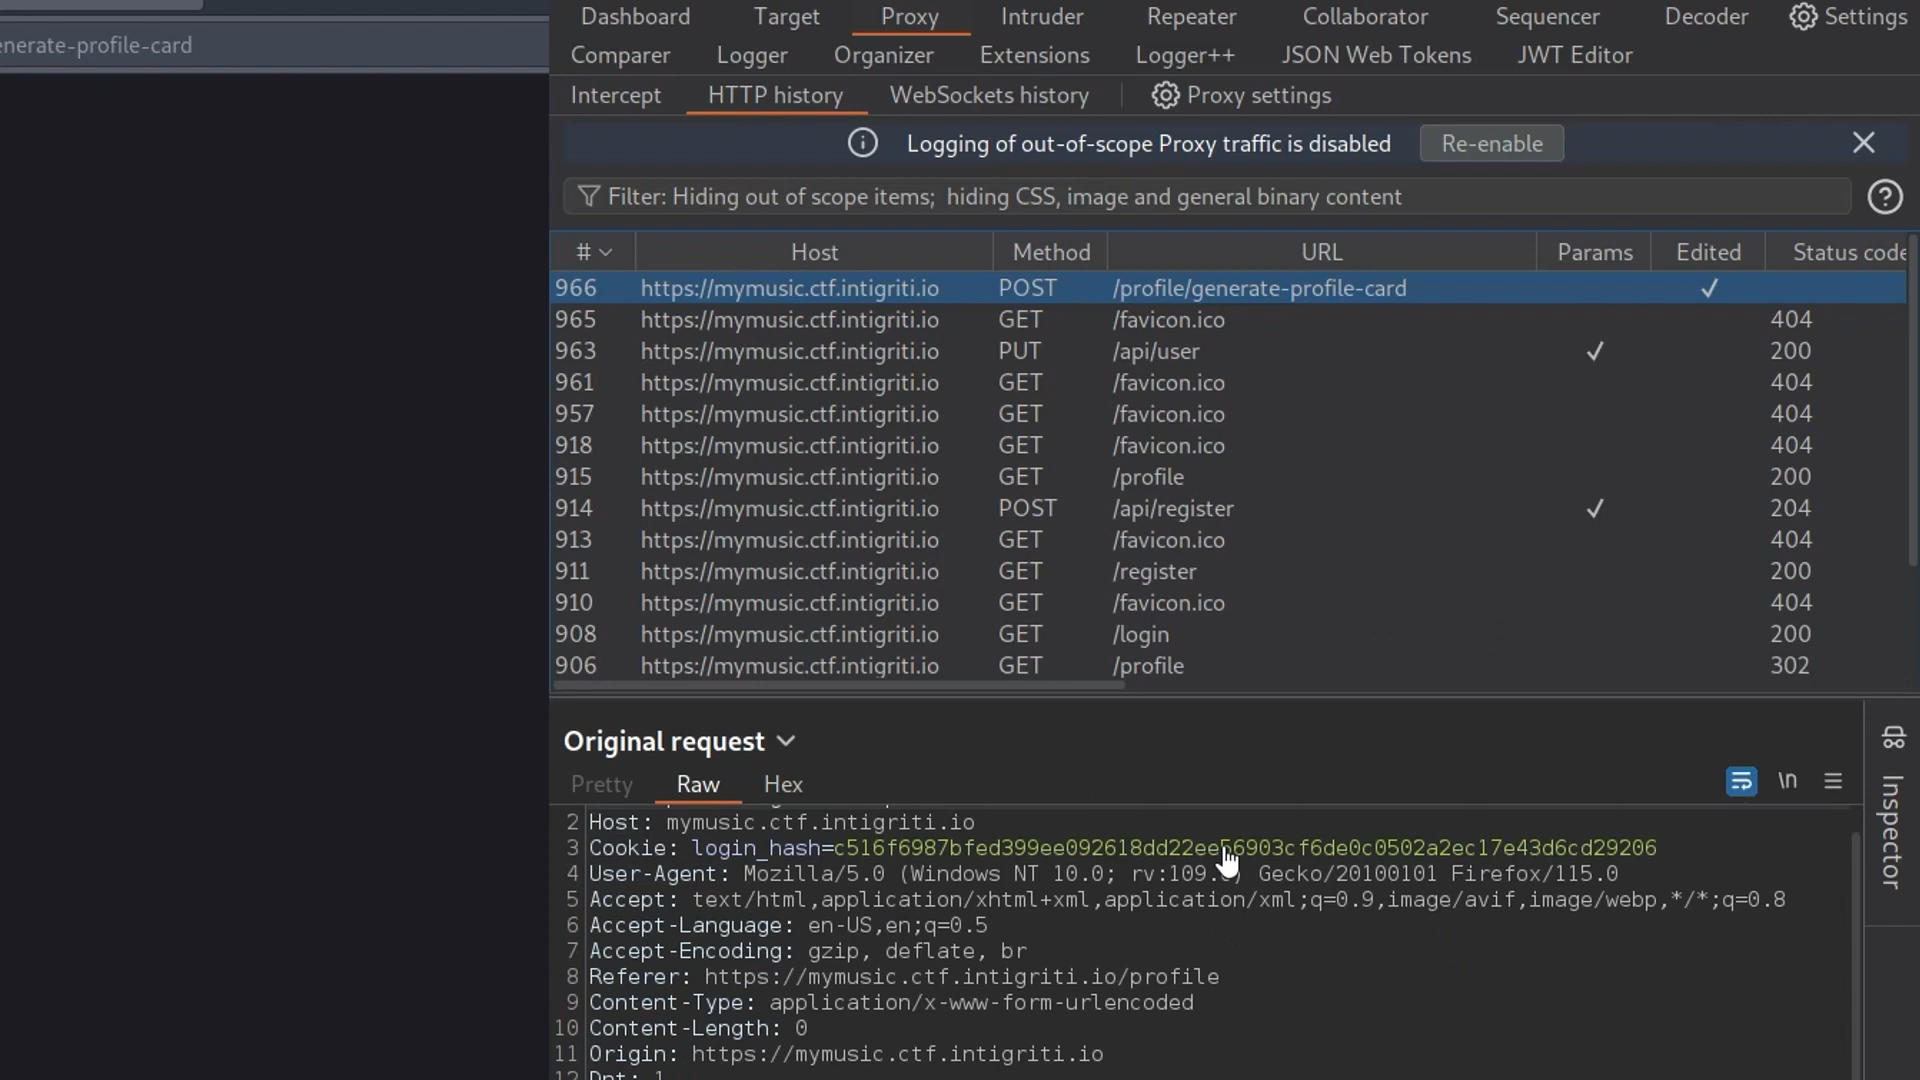 enerate-profile-card
Dashboard Target Proxy Intruder Repeater Collaborator Sequencer Decoder Settings
Comparer Logger Organizer Extensions Logger++ JSON Web Tokens JWT Editor
Intercept HTTP history WebSockets history Proxy settings
Logging of out-of-scope Proxy traffic is disabled Re-enable
Filter: Hiding out of scope items; hiding CSS, image and general binary content
# Host Method URL Params Edited Status code
966 https://mymusic.ctf.intigriti.io POST /profile/generate-profile-card ✓
965 https://mymusic.ctf.intigriti.io GET /favicon.ico 404
963 https://mymusic.ctf.intigriti.io PUT /api/user ✓ 200
961 https://mymusic.ctf.intigriti.io GET /favicon.ico 404
957 https://mymusic.ctf.intigriti.io GET /favicon.ico 404
918 https://mymusic.ctf.intigriti.io GET /favicon.ico 404
915 https://mymusic.ctf.intigriti.io GET /profile 200
914 https://mymusic.ctf.intigriti.io POST /api/register ✓ 204
913 https://mymusic.ctf.intigriti.io GET /favicon.ico 404
911 https://mymusic.ctf.intigriti.io GET /register 200
910 https://mymusic.ctf.intigriti.io GET /favicon.ico 404
908 https://mymusic.ctf.intigriti.io GET /login 200
906 https://mymusic.ctf.intigriti.io GET /profile 302
Original request
Pretty Raw Hex \n
Inspector
2 Host: mymusic.ctf.intigriti.io
3 Cookie: login_hash=c516f6987bfed399ee092618dd22ee56903cf6de0c0502a2ec17e43d6cd29206
4 User-Agent: Mozilla/5.0 (Windows NT 10.0; rv:109.0) Gecko/20100101 Firefox/115.0
5 Accept: text/html,application/xhtml+xml,application/xml;q=0.9,image/avif,image/webp,*/*;q=0.8
6 Accept-Language: en-US,en;q=0.5
7 Accept-Encoding: gzip, deflate, br
8 Referer: https://mymusic.ctf.intigriti.io/profile
9 Content-Type: application/x-www-form-urlencoded
10 Content-Length: 0
11 Origin: https://mymusic.ctf.intigriti.io
12 Dnt: 1